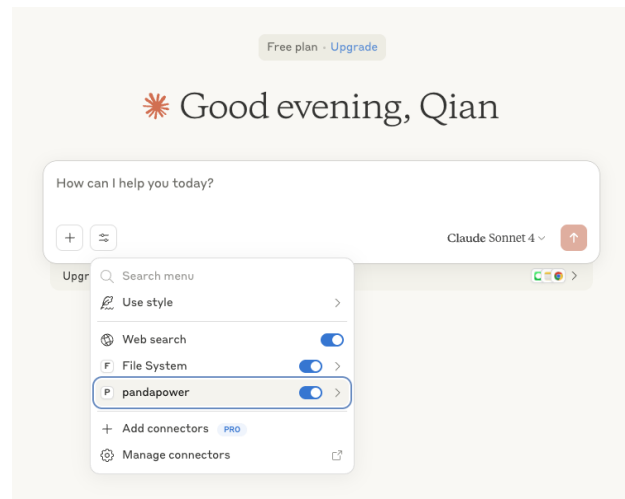 Free plan · Upgrade
Good evening, Qian
How can I help you today?
Claude Sonnet 4
Upgr
Search menu
Use style
Web search
F File System
P pandapower
Add connectors PRO
Manage connectors